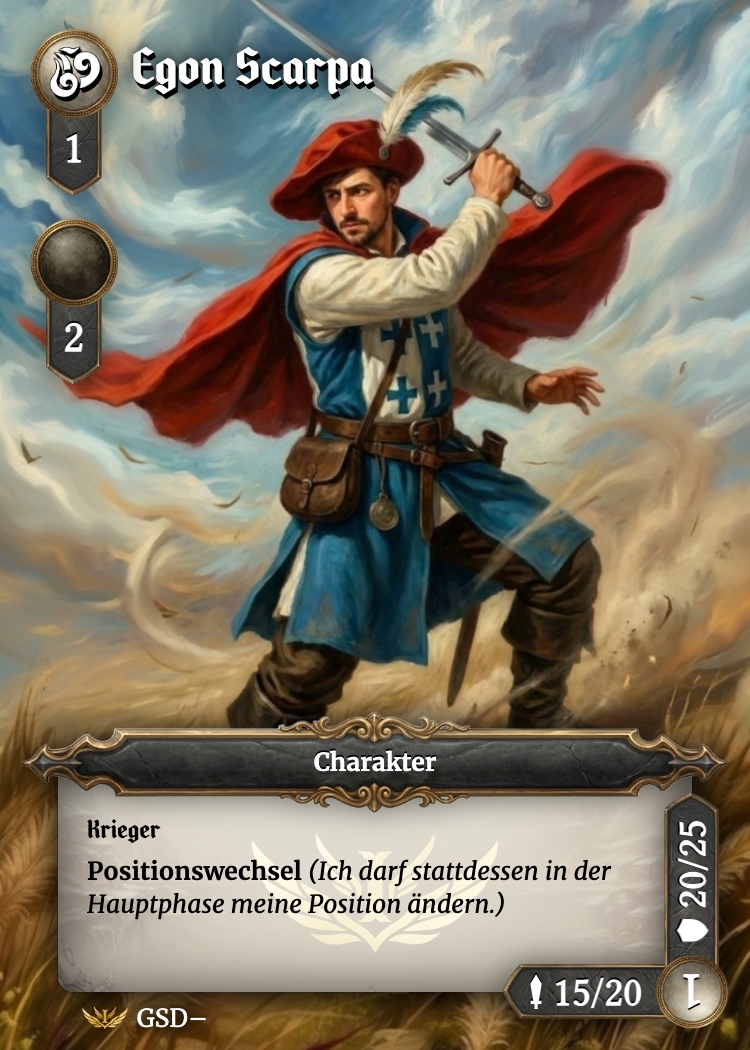 Egon Scarpa
1
2
Charakter
Krieger
Positionswechsel (Ich darf stattdessen in der
Hauptphase meine Position ändern.)
20/25
15/20
1
GSD–